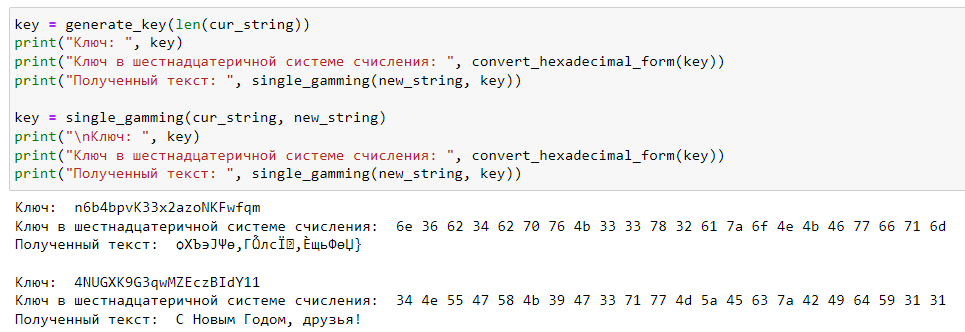 key = generate_key(len(cur_string))
print("Ключ: ", key)
print("Ключ в шестнадцатеричной системе счисления: ", convert_hexadecimal_form(key))
print("Полученный текст: ", single_gamming(new_string, key))
key = single_gamming(cur_string, new_string)
print("\nКлюч: ", key)
print("Ключ в шестнадцатеричной системе счисления: ", convert_hexadecimal_form(key))
print("Полученный текст: ", single_gamming(new_string, key))
Ключ:  n6b4bpvK33x2azoNKFwfqm
Ключ в шестнадцатеричной системе счисления:  6e 36 62 34 62 70 76 4b 33 33 78 32 61 7a 6f 4e 4b 46 77 66 71 6d
Полученный текст:
Ключ:  4NUGXK9G3qwMZEczBIdY11
Ключ в шестнадцатеричной системе счисления:  34 4e 55 47 58 4b 39 47 33 71 77 4d 5a 45 63 7a 42 49 64 59 31 31
Полученный текст:  С Новым Годом, друзья!